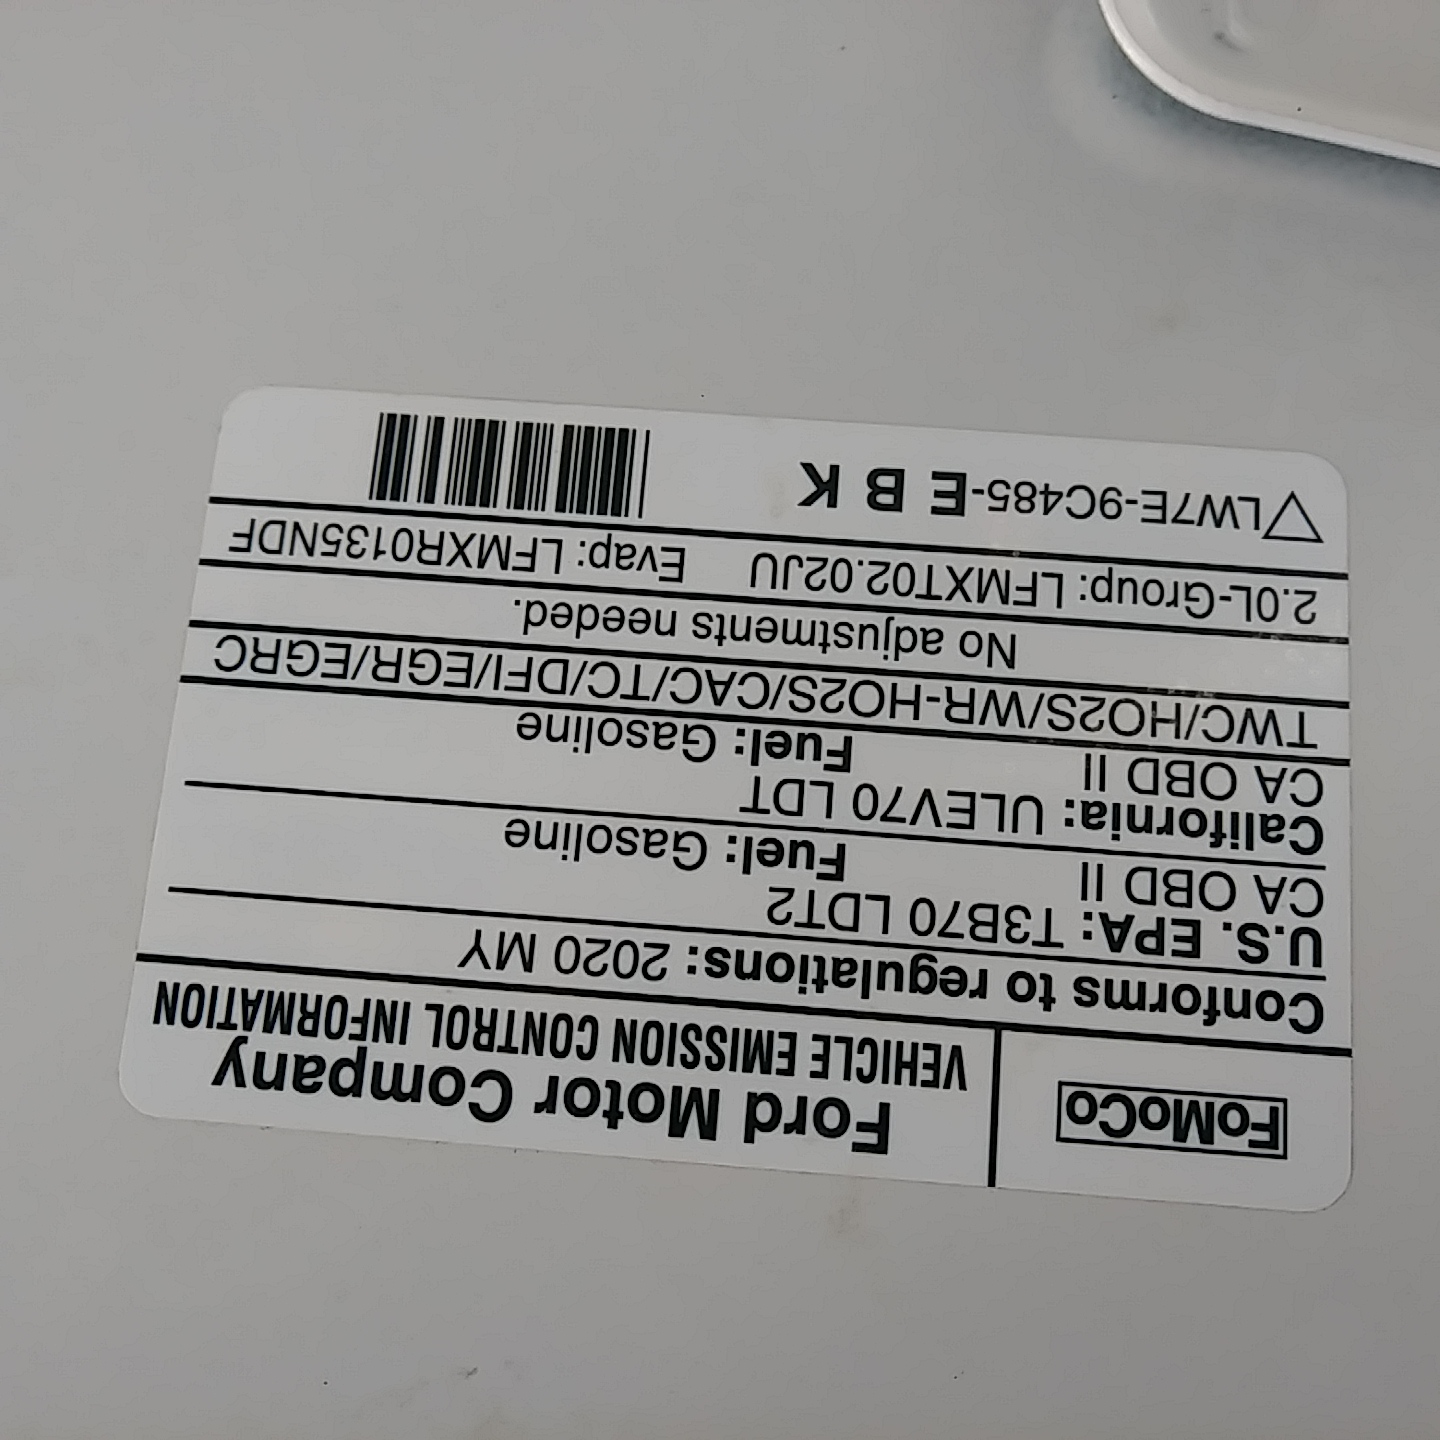 FoMoCo
Ford Motor Company
VEHICLE EMISSION CONTROL INFORMATION
Conforms to regulations: 2020 MY
U.S. EPA: T3B70 LDT2
CA OBD II Fuel: Gasoline
California: ULEV70 LDT
CA OBD II Fuel: Gasoline
TWC/HO2S/WR-HO2S/CAC/TC/DFI/EGR/EGRC
No adjustments needed.
2.0L-Group: LFMXT02.02JU Evap: LFMXR0135NDF
LW7E-9C485-E B K